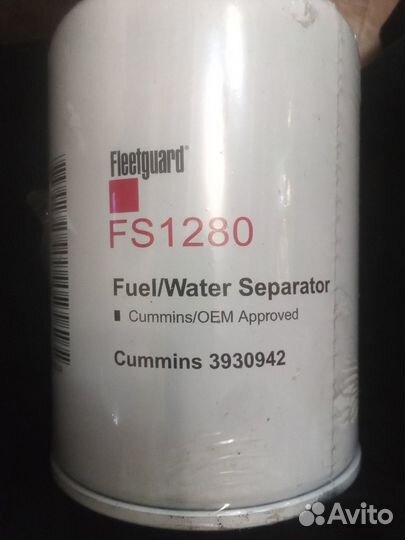 Fleetguard
FS1280
Fuel/Water Separator
Cummins/OEM Approved
Cummins 3930942
Avito